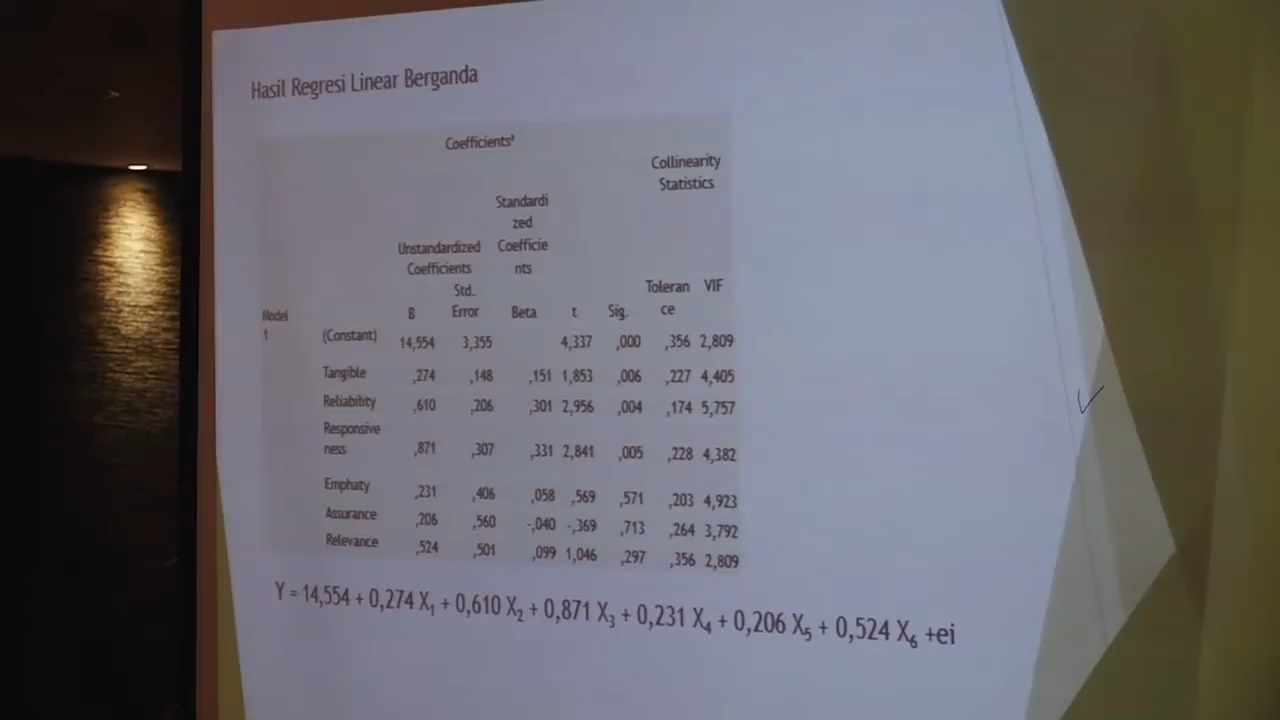 Hasil Regresi Linear Berganda
Coefficientsᵃ
Collinearity
Statistics
Standardi
zed
Unstandardized Coefficie
Coefficients nts
Std. Toleran VIF
Model B Error Beta t Sig. ce
1 (Constant) 14,554 3,355 4,337 ,000 ,356 2,809
Tangible ,274 ,148 ,151 1,853 ,006 ,227 4,405
Reliability ,610 ,206 ,301 2,956 ,004 ,174 5,757
Responsive
ness ,871 ,307 ,331 2,841 ,005 ,228 4,382
Emphaty ,231 ,406 ,058 ,569 ,571 ,203 4,923
Assurance ,206 ,560 -,040 -,369 ,713 ,264 3,792
Relevance ,524 ,501 ,099 1,046 ,297 ,356 2,809
Y = 14,554 + 0,274 X₁ + 0,610 X₂ + 0,871 X₃ + 0,231 X₄ + 0,206 X₅ + 0,524 X₆ +ei